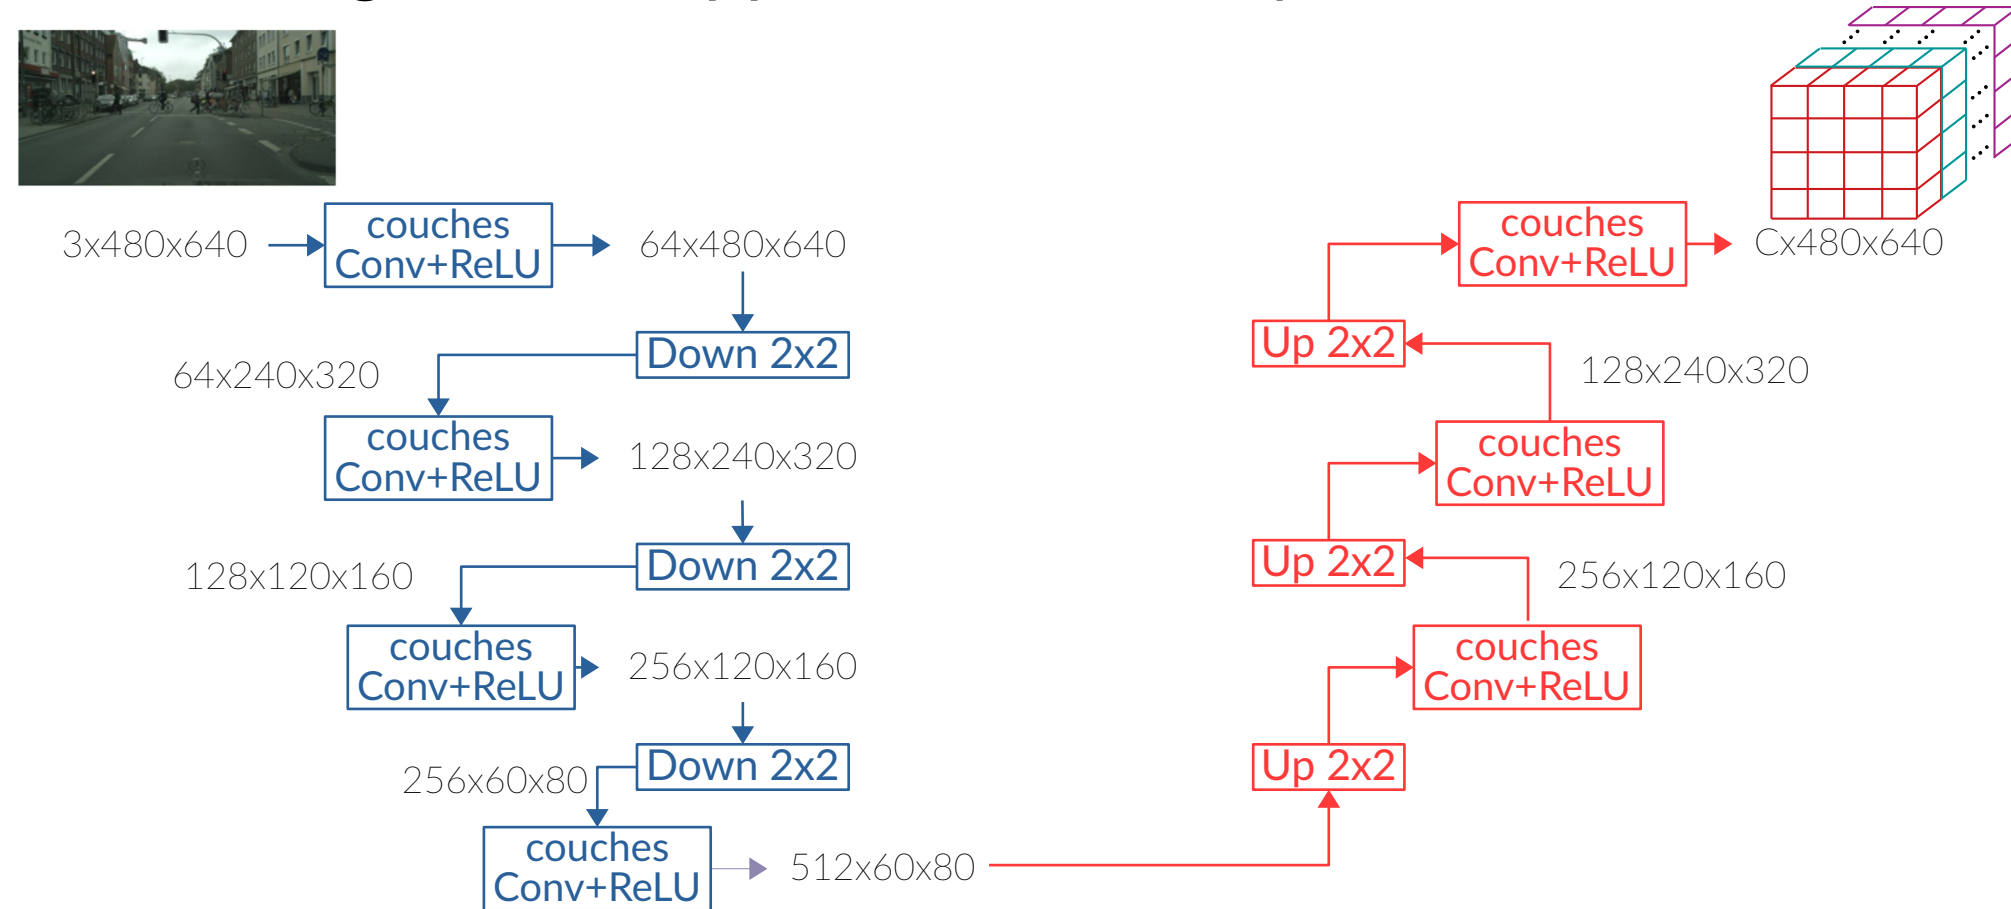 3x480x640
couches
Conv+ReLU
64x480x640
Down 2x2
64x240x320
couches
Conv+ReLU
128x240x320
Down 2x2
128x120x160
couches
Conv+ReLU
256x120x160
Down 2x2
256x60x80
couches
Conv+ReLU
512x60x80
Up 2x2
couches
Conv+ReLU
256x120x160
Up 2x2
couches
Conv+ReLU
128x240x320
Up 2x2
couches
Conv+ReLU
Cx480x640